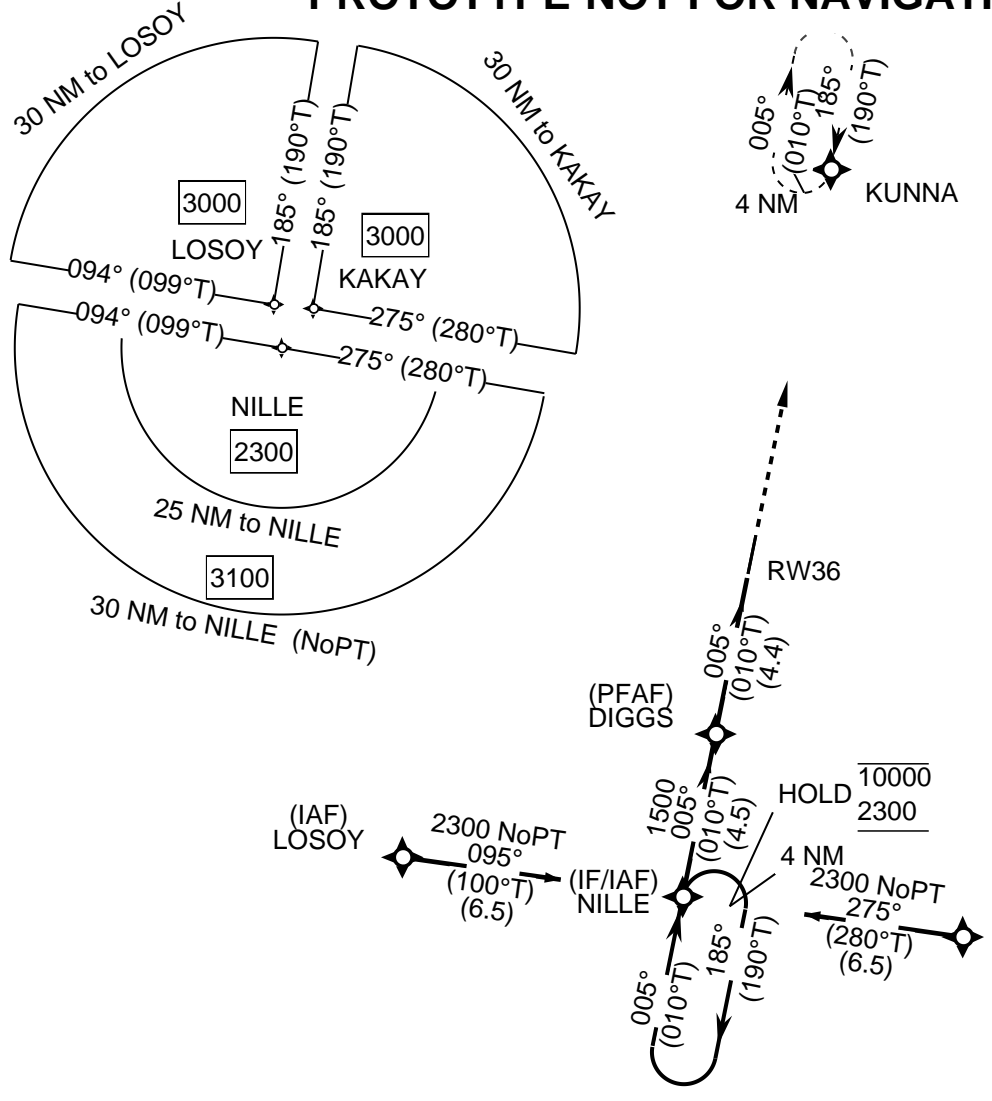 PROTOTYPE NOT FOR NAVIGATI
30 NM to LOSOY
30 NM to KAKAY
185° (190°T)
185° (190°T)
3000
LOSOY
3000
KAKAY
094° (099°T)
275° (280°T)
094° (099°T)
275° (280°T)
NILLE
2300
25 NM to NILLE
3100
30 NM to NILLE (NoPT)
005°
(010°T)
185°
(190°T)
4 NM
KUNNA
RW36
005°
(010°T)
(4.4)
(PFAF)
DIGGS
1500
005°
(010°T)
(4.5)
HOLD
10000
2300
4 NM
(IAF)
LOSOY
2300 NoPT
095°
(100°T)
(6.5)
(IF/IAF)
NILLE
2300 NoPT
275°
(280°T)
(6.5)
005°
(010°T)
185°
(190°T)